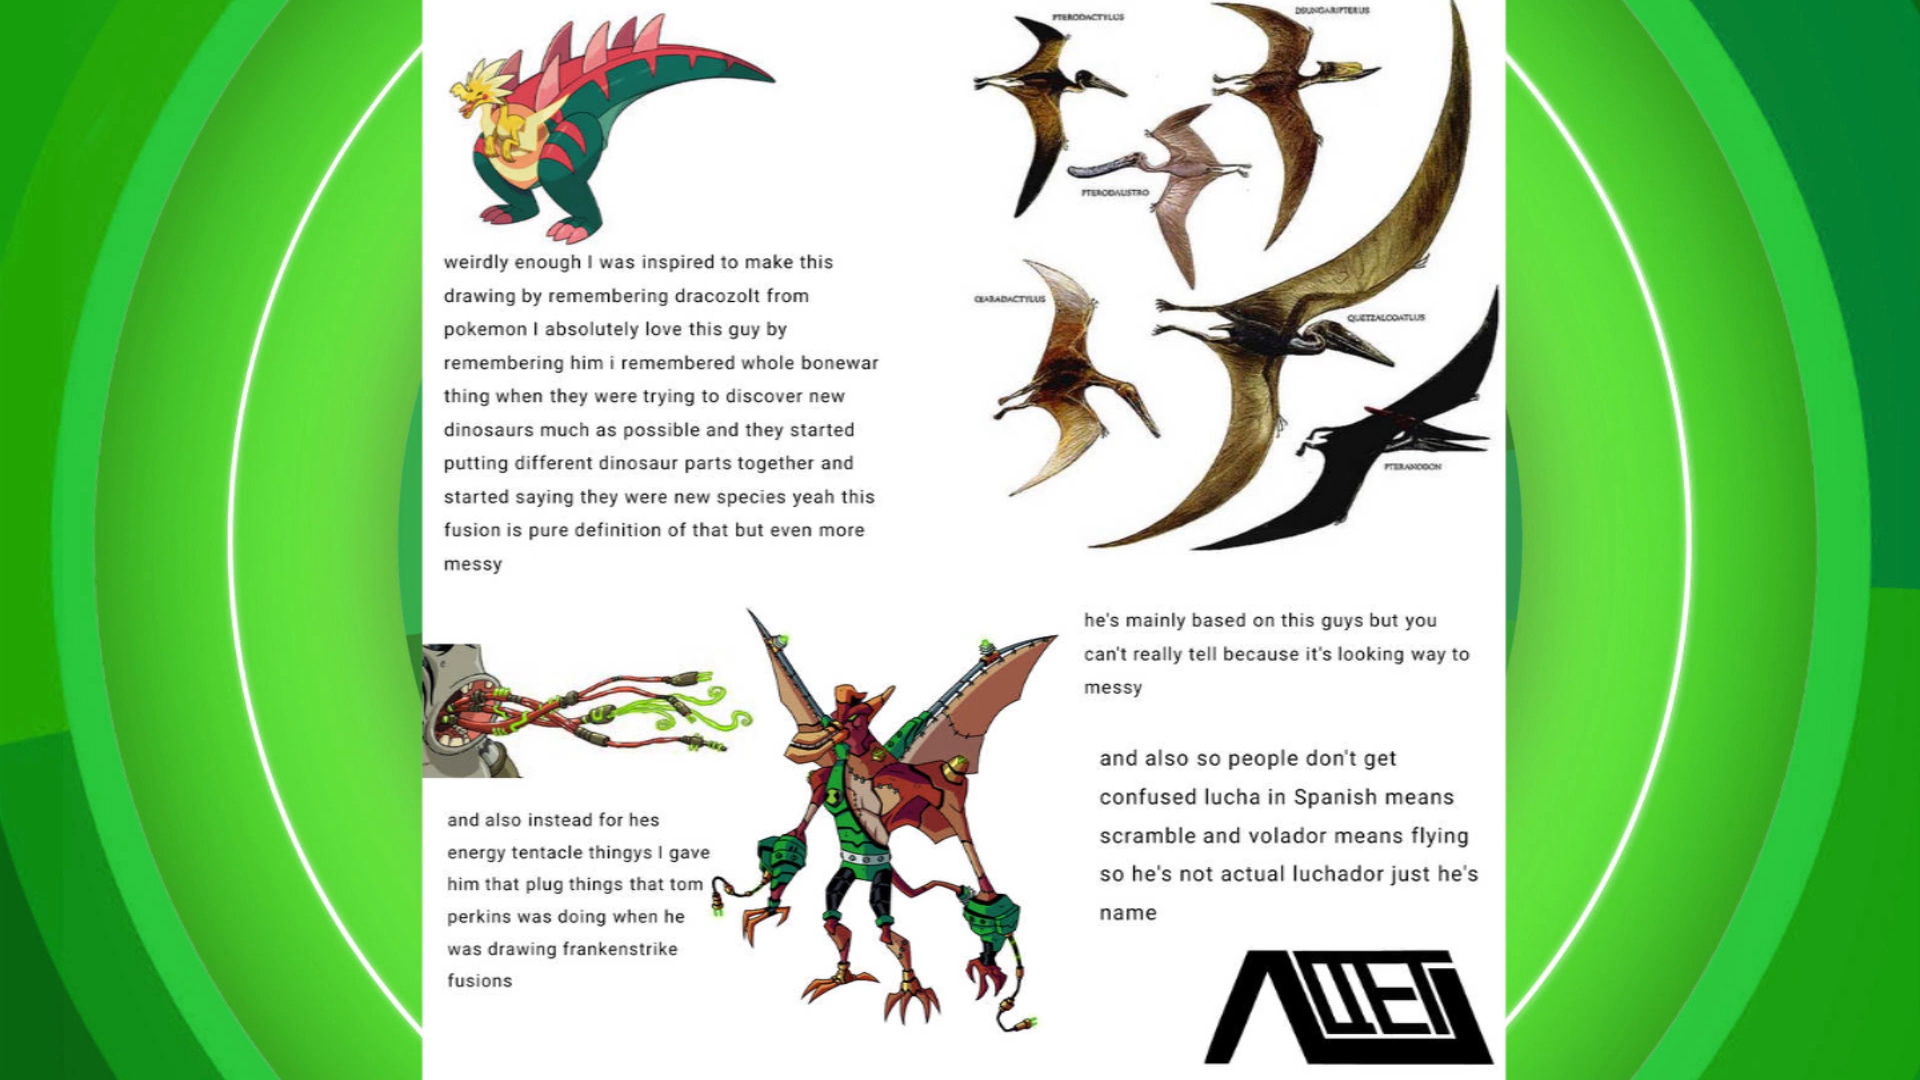 PTERODACTYLUS
DSUNGARIPTERUS
PTERODAUSTRO
QUETZALCOATLUS
PTERANODON
weirdly enough I was inspired to make this
drawing by remembering dracozolt from
pokemon I absolutely love this guy by
remembering him i remembered whole bonewar
thing when they were trying to discover new
dinosaurs much as possible and they started
putting different dinosaur parts together and
started saying they were new species yeah this
fusion is pure definition of that but even more
messy
he's mainly based on this guys but you
can't really tell because it's looking way to
messy
and also so people don't get
confused lucha in Spanish means
scramble and volador means flying
so he's not actual luchador just he's
name
and also instead for hes
energy tentacle thingys I gave
him that plug things that tom
perkins was doing when he
was drawing frankenstrike
fusions